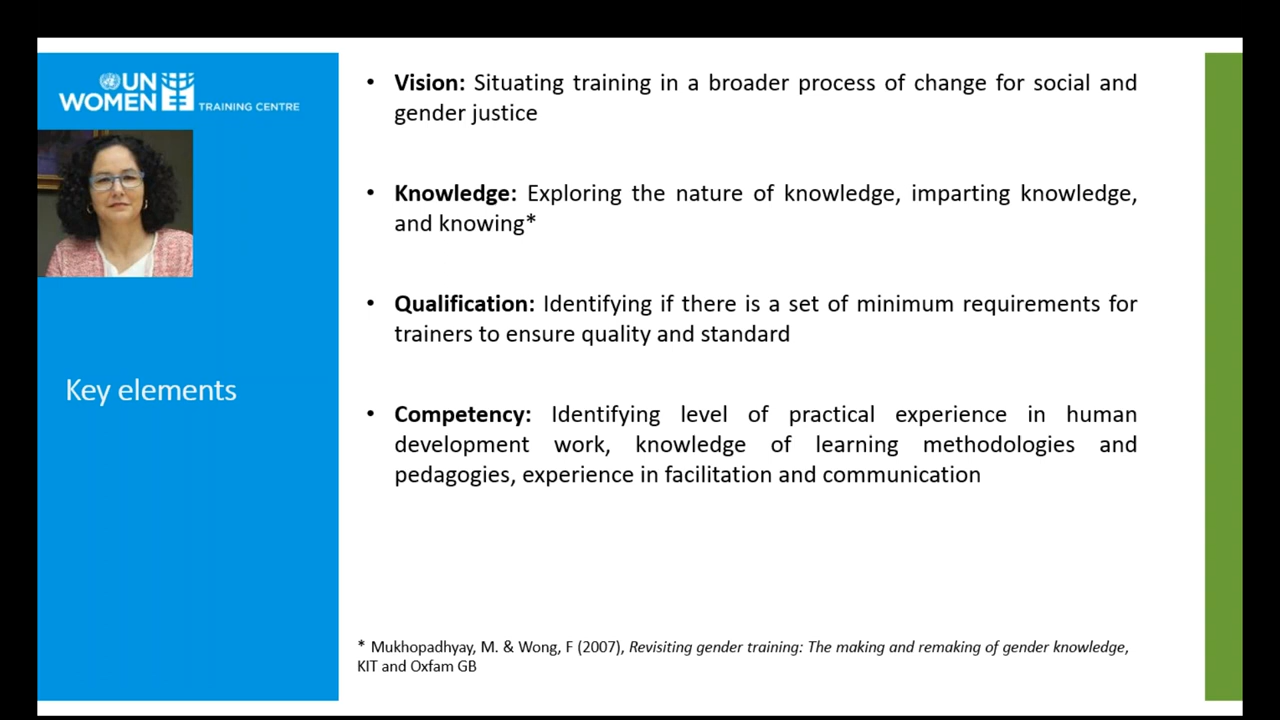 UN
WOMEN TRAINING CENTRE
Key elements
• Vision: Situating training in a broader process of change for social and
gender justice
• Knowledge: Exploring the nature of knowledge, imparting knowledge,
and knowing*
• Qualification: Identifying if there is a set of minimum requirements for
trainers to ensure quality and standard
• Competency: Identifying level of practical experience in human
development work, knowledge of learning methodologies and
pedagogies, experience in facilitation and communication
* Mukhopadhyay, M. & Wong, F (2007), Revisiting gender training: The making and remaking of gender knowledge,
KIT and Oxfam GB